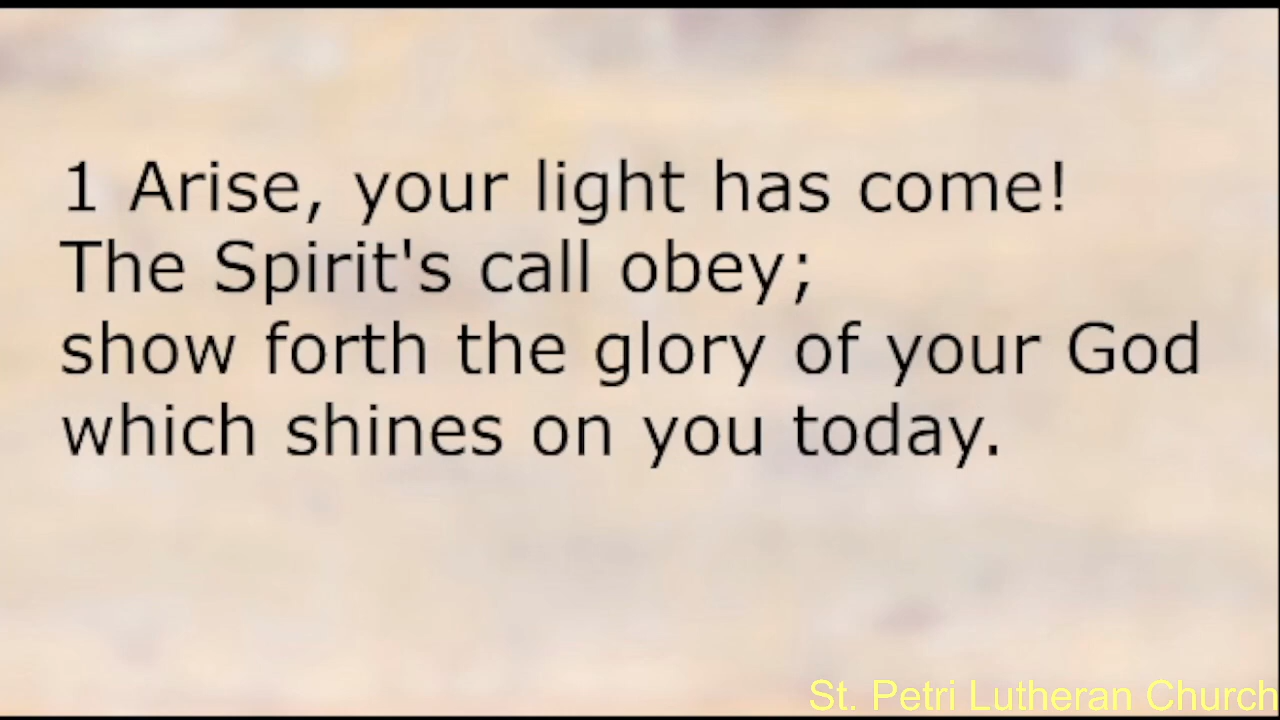 1 Arise, your light has come!
The Spirit's call obey;
show forth the glory of your God
which shines on you today.
St. Petri Lutheran Church